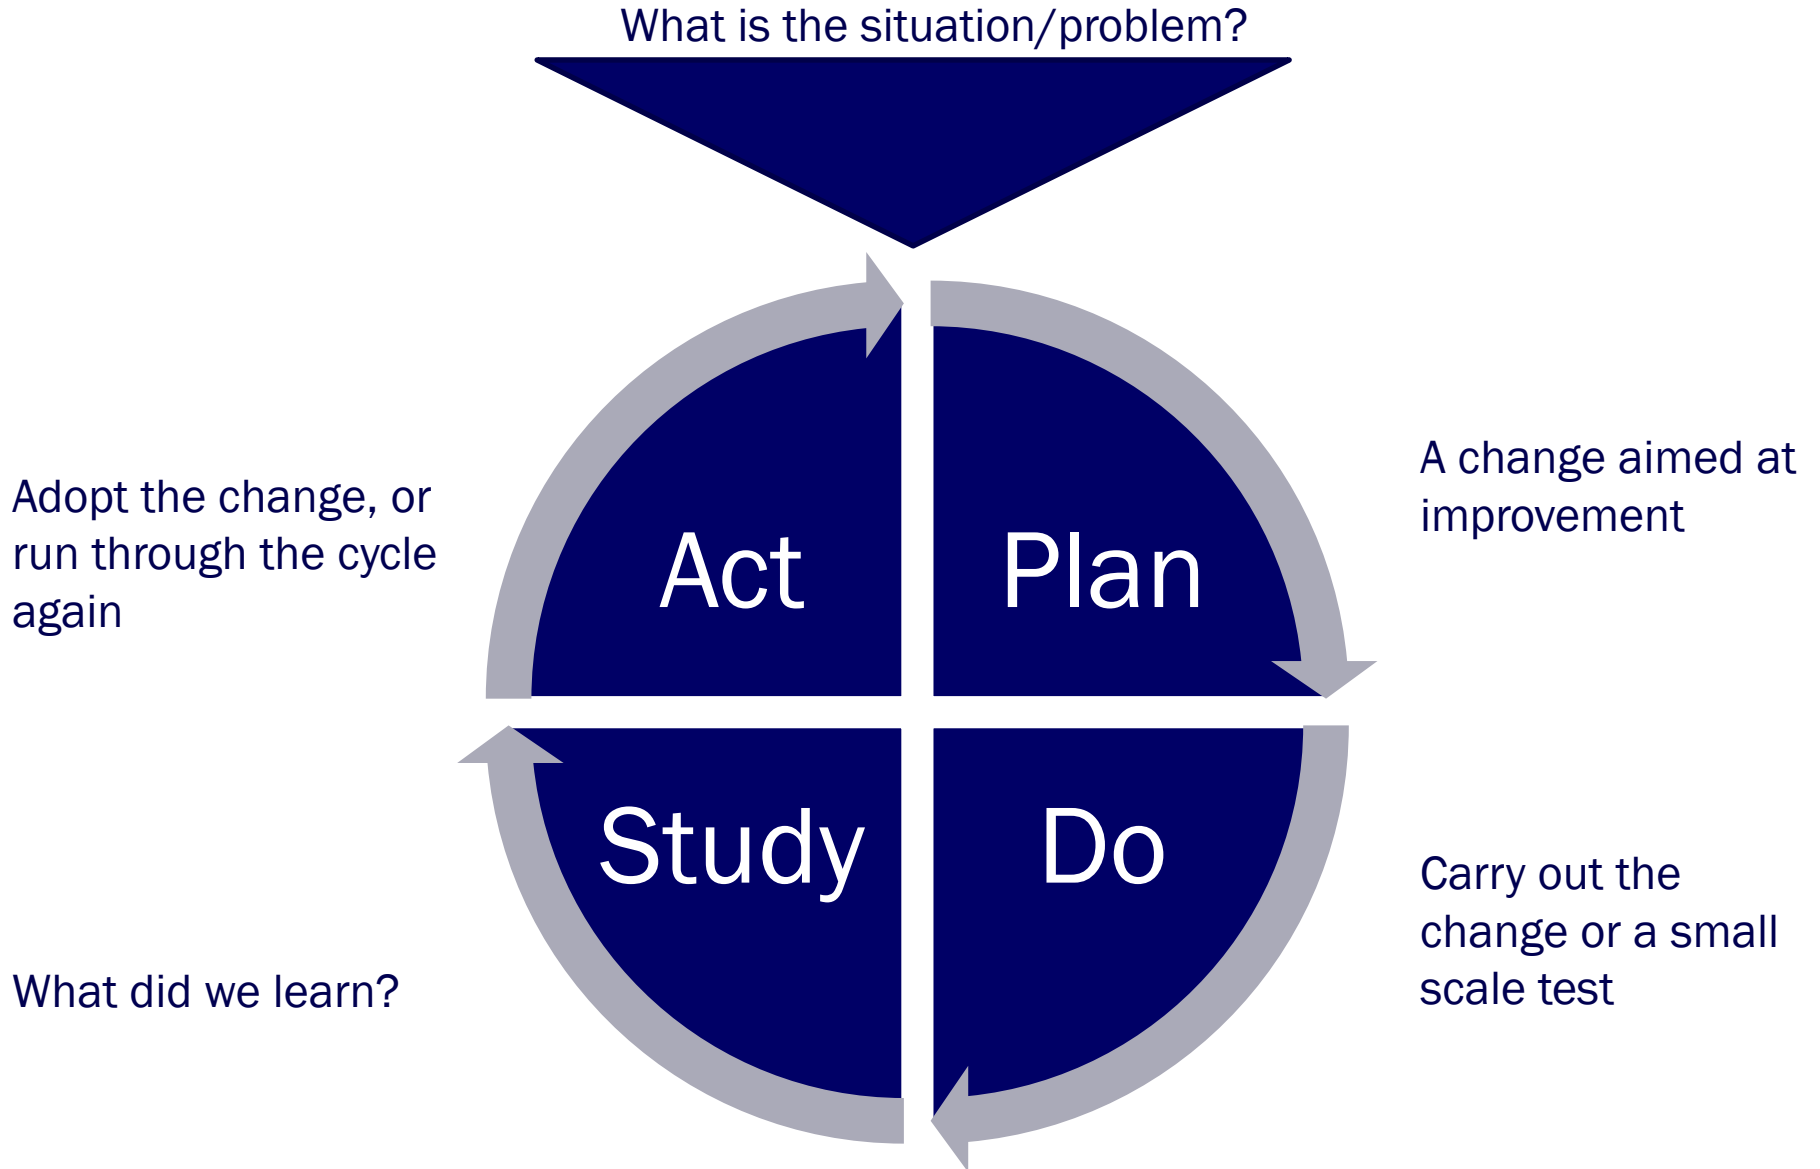 What is the situation/problem?
Act
Plan
Study
Do
A change aimed at
improvement
Carry out the
change or a small
scale test
What did we learn?
Adopt the change, or
run through the cycle
again